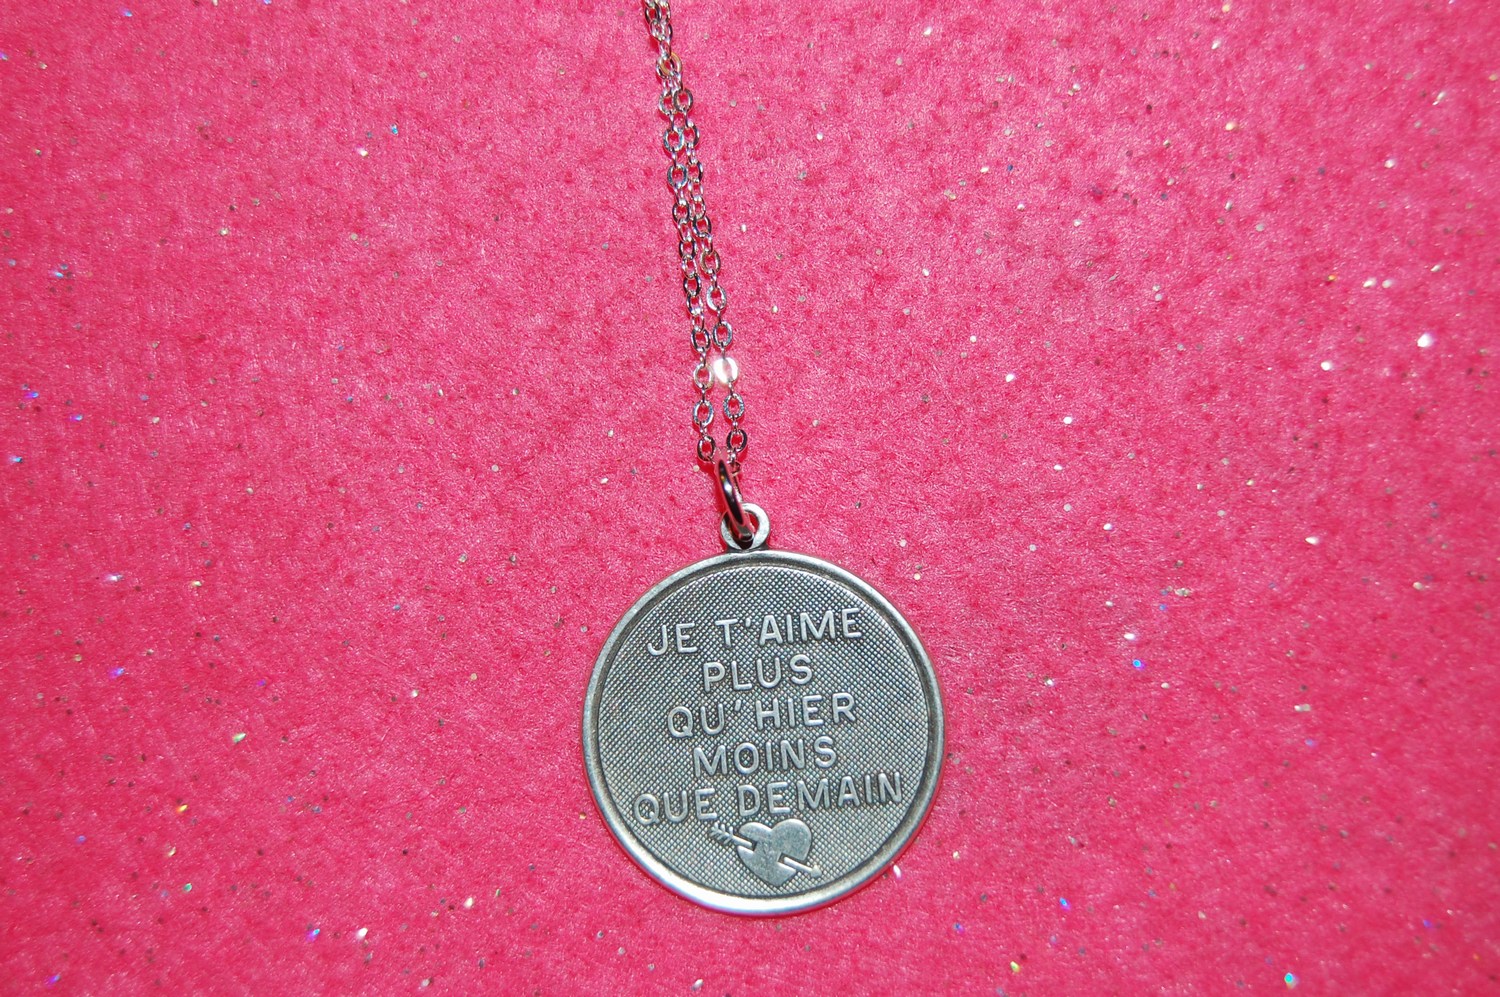 JE T'AIME
PLUS
QU'HIER
MOINS
QUE DEMAIN